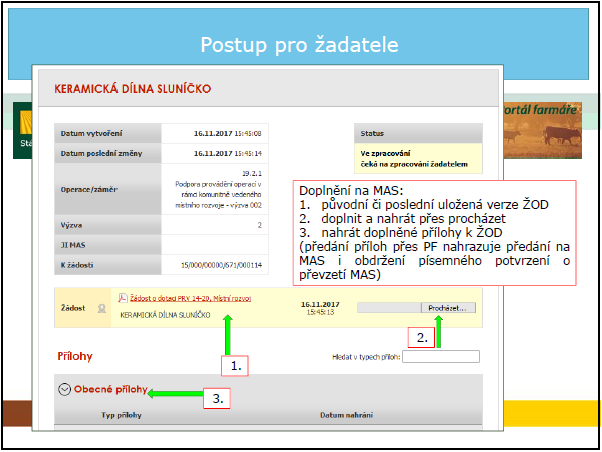 Postup pro žadatele
KERAMICKÁ DÍLNA SLUNÍČKO
Sta
Portál farmáře
Datum vytvoření 16.11.2017 15:45:08
Datum poslední změny 16.11.2017 15:45:14
Operace/záměr 19.2.1
Podpora provádění operací v
rámci komunitně vedeného
místního rozvoje - výzva 002
Výzva 2
JI MAS
K žádosti 15/000/00000/671/000114
Status
Ve zpracování
čeká na zpracování žadatelem
Doplnění na MAS:
1. původní či poslední uložená verze ŽOD
2. doplnit a nahrát přes procházet
3. nahrát doplněné přílohy k ŽOD
(předání příloh přes PF nahrazuje předání na
MAS i obdržení písemného potvrzení o
převzetí MAS)
Žádost Žádost o dotaci PRV 14-20, Místní rozvoj
KERAMICKÁ DÍLNA SLUNÍČKO
16.11.2017
15:45:13
Procházet...
1.
2.
Přílohy
Hledat v typech příloh:
Obecné přílohy
3.
Typ přílohy Datum nahrání